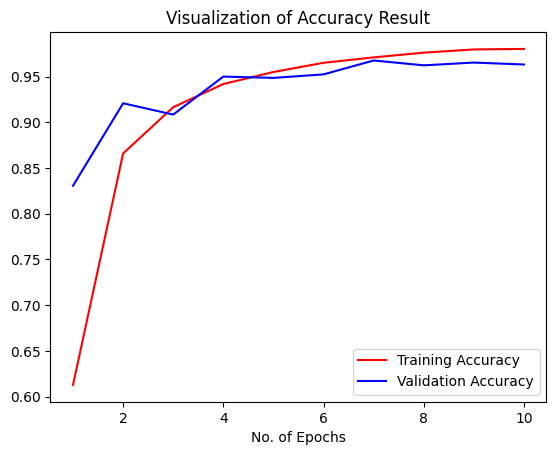 Visualization of Accuracy Result
0.95
0.90
0.85
0.80
0.75
0.70
0.65
0.60
Training Accuracy
Validation Accuracy
2 4 6 8 10
No. of Epochs